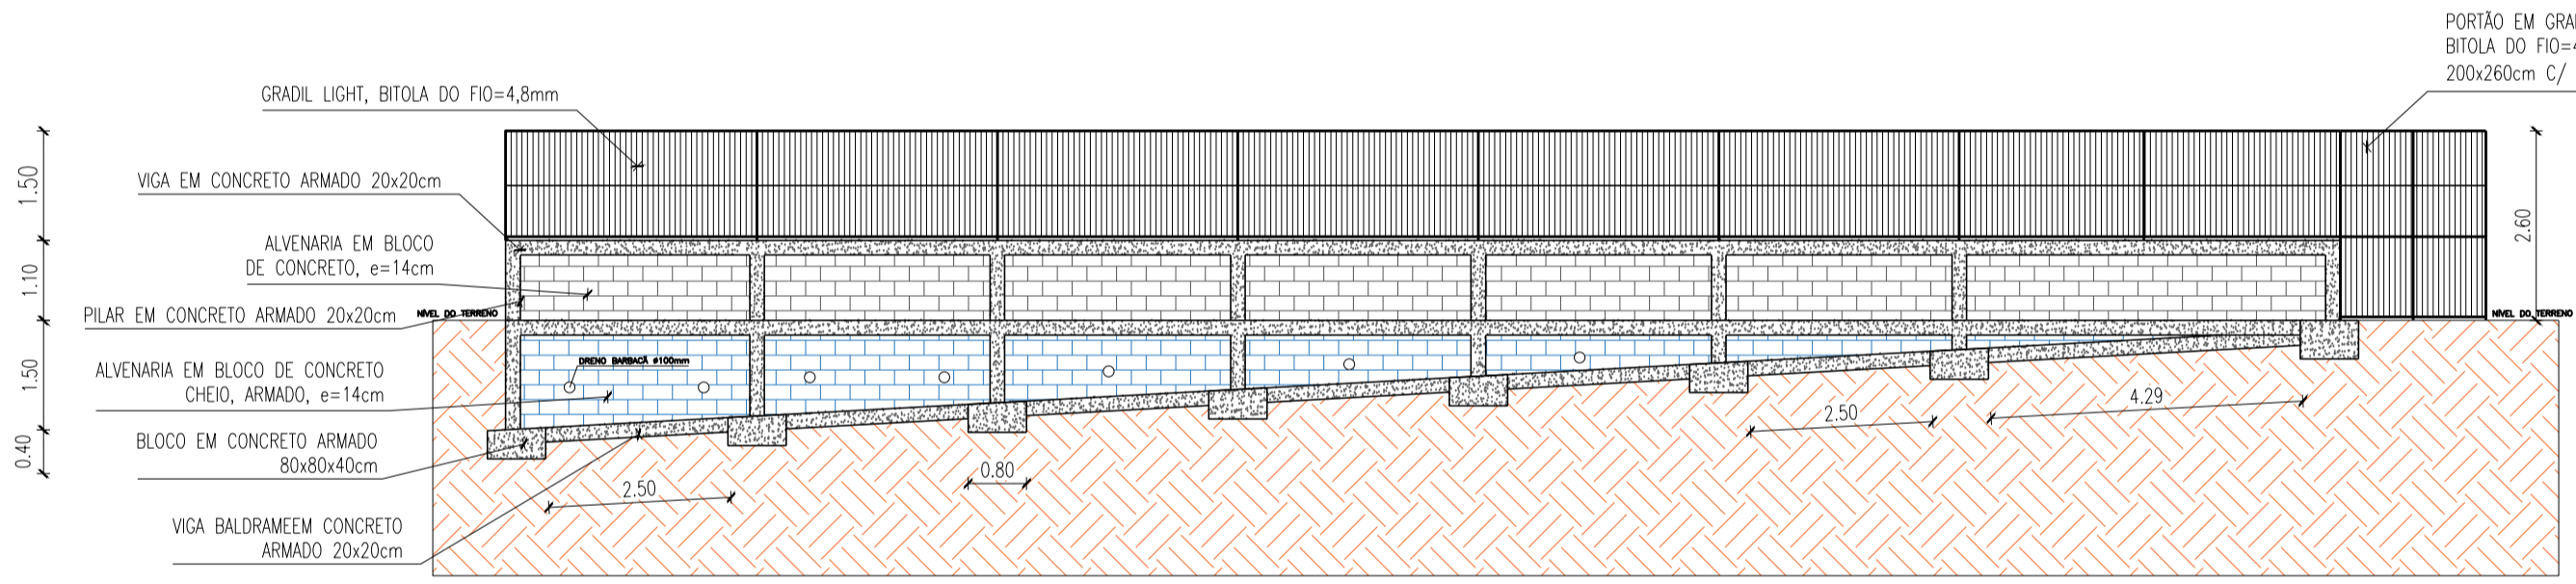 PORTÃO EM GRA
BITOLA DO FIO=4
200x260cm C/
GRADIL LIGHT, BITOLA DO FIO=4,8mm
1.50
VIGA EM CONCRETO ARMADO 20x20cm
2.60
ALVENARIA EM BLOCO
DE CONCRETO, e=14cm
1.10
PILAR EM CONCRETO ARMADO 20x20cm
NÍVEL DO TERRENO
NÍVEL DO TERRENO
DRENO BARBACÃ ø100mm
1.50
ALVENARIA EM BLOCO DE CONCRETO
CHEIO, ARMADO, e=14cm
4.29
2.50
BLOCO EM CONCRETO ARMADO
80x80x40cm
0.40
0.80
2.50
VIGA BALDRAMEEM CONCRETO
ARMADO 20x20cm